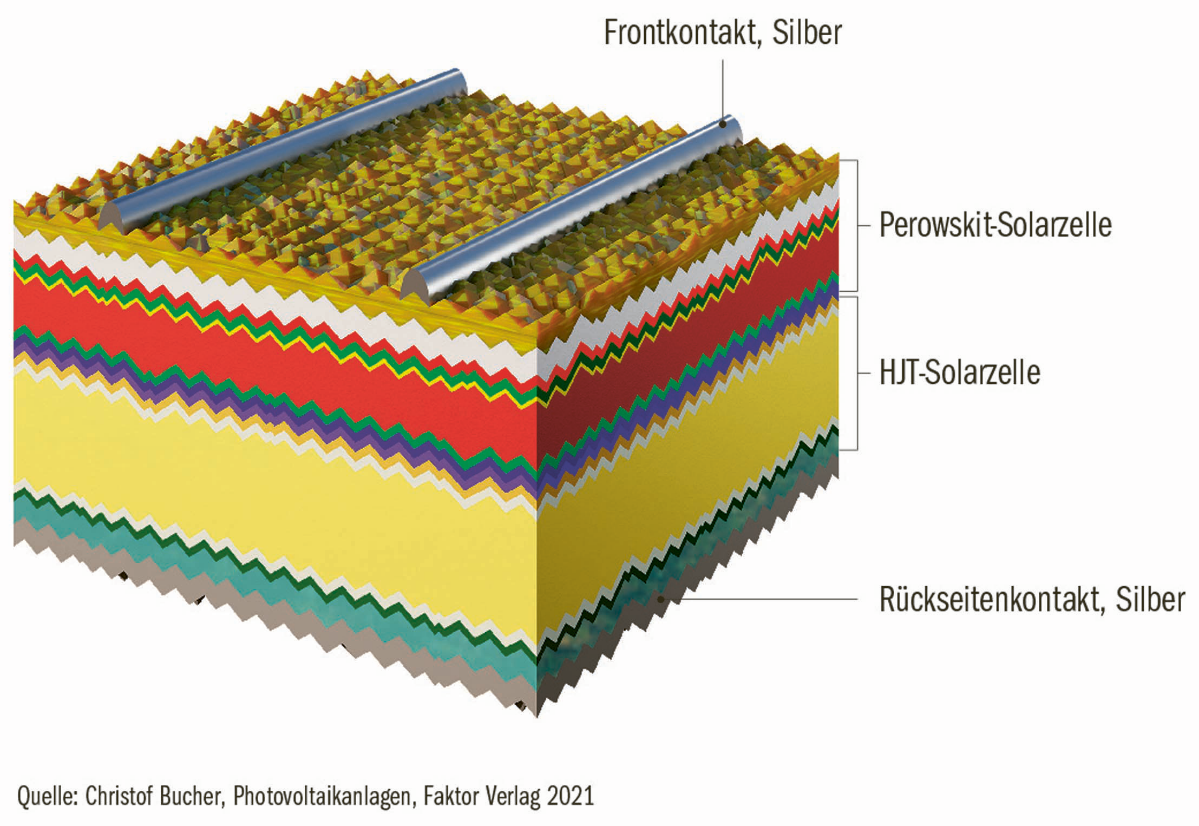 Frontkontakt, Silber
Perowskit-Solarzelle
HJT-Solarzelle
Rückseitenkontakt, Silber
Quelle: Christof Bucher, Photovoltaikanlagen, Faktor Verlag 2021